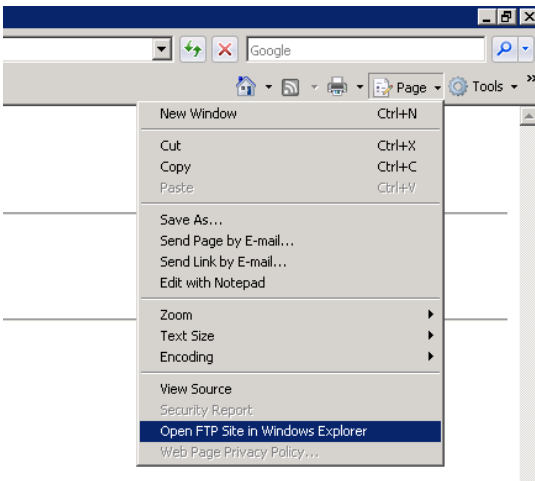 Google
Page
Tools
New Window Ctrl+N
Cut Ctrl+X
Copy Ctrl+C
Paste Ctrl+V
Save As...
Send Page by E-mail...
Send Link by E-mail...
Edit with Notepad
Zoom
Text Size
Encoding
View Source
Security Report
Open FTP Site in Windows Explorer
Web Page Privacy Policy...